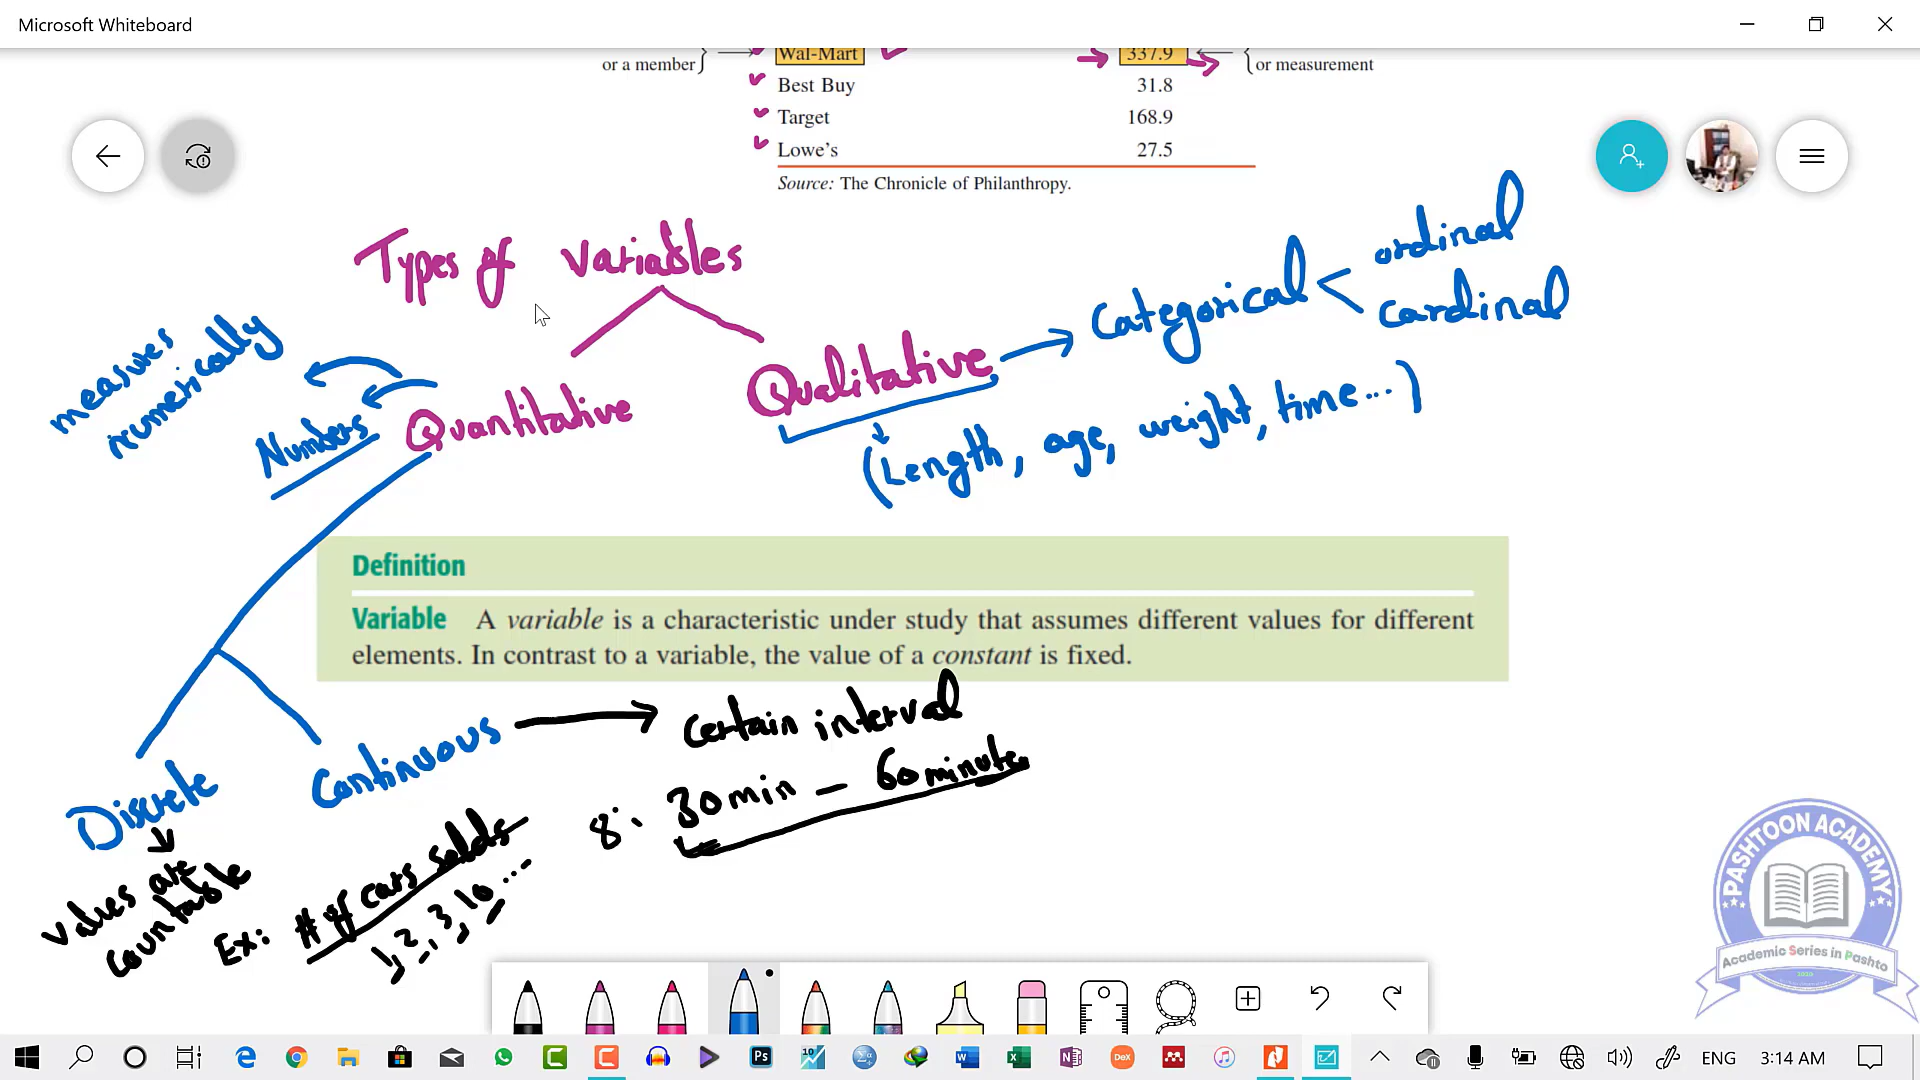 Microsoft Whiteboard
or a member
Wal-Mart
337.9
or measurement
Best Buy 31.8
Target 168.9
Lowe's 27.5
Source: The Chronicle of Philanthropy.
Types of variables
Quantitative
Qualitative
Categorical
ordinal
cardinal
(Length, age, weight, time...)
measures
numerically
Numbers
Definition
Variable A variable is a characteristic under study that assumes different values for different
elements. In contrast to a variable, the value of a constant is fixed.
Discrete
Continuous
certain interval
8: 30min - 60minutes
values are
countable
Ex: # of cars solds
1, 2, 3, 10...
PASHTOON ACADEMY
Academic Series in Pashto
ENG 3:14 AM